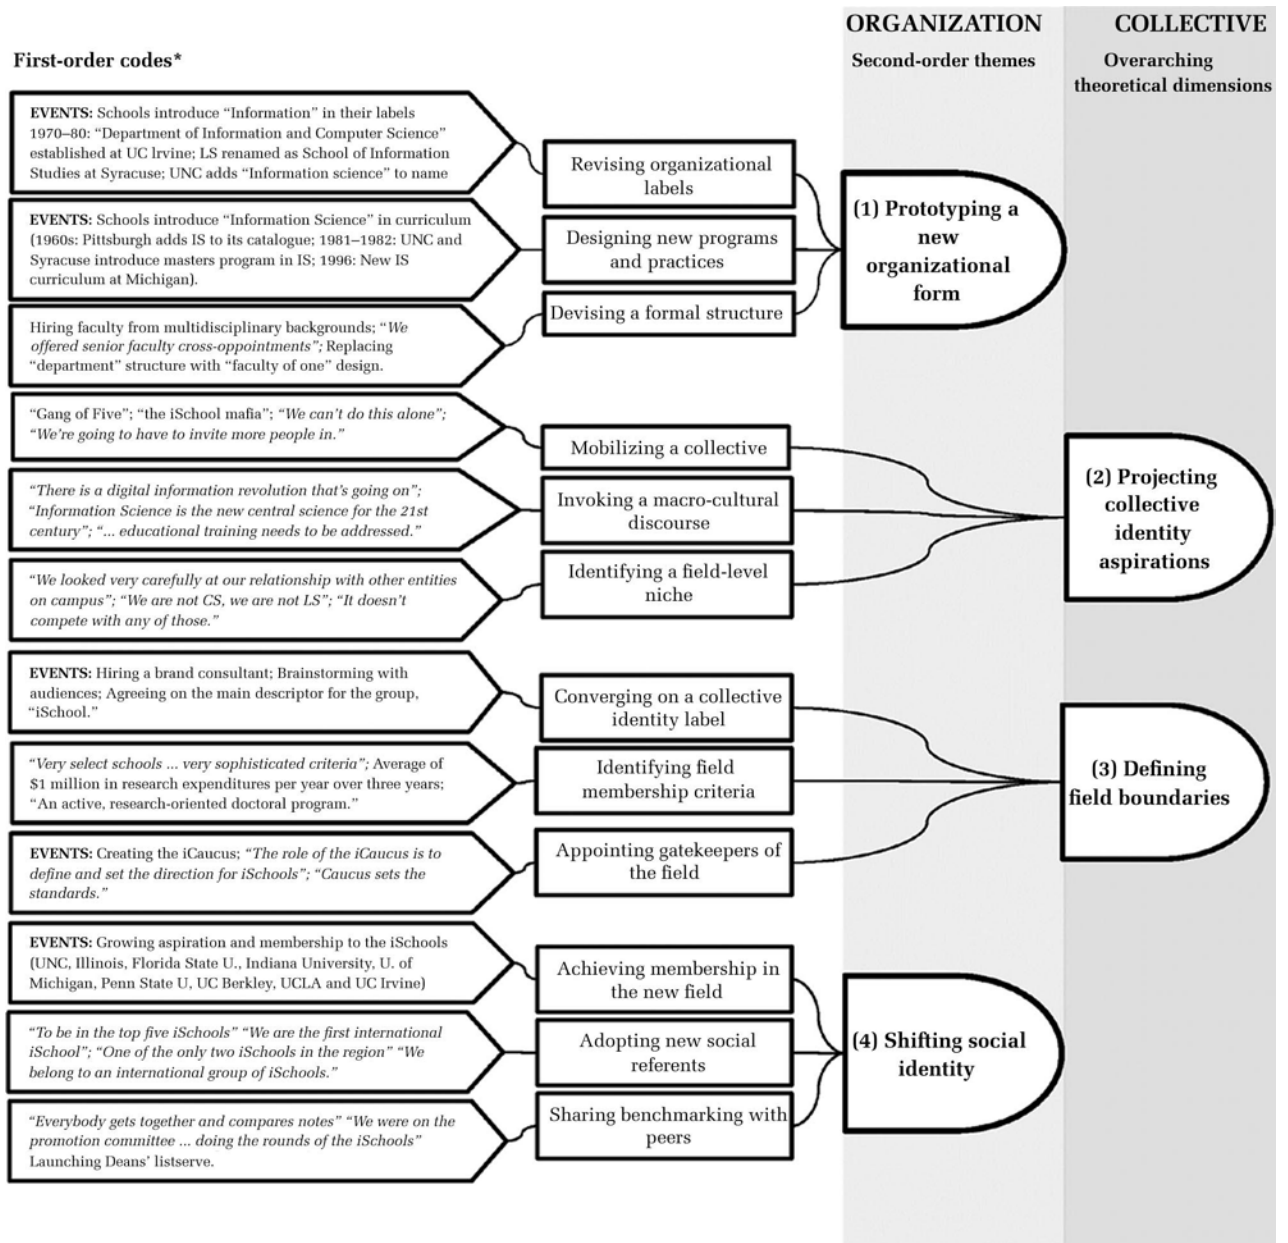 ORGANIZATION
COLLECTIVE
First-order codes*
Second-order themes
Overarching
theoretical dimensions
EVENTS: Schools introduce “Information” in their labels
1970–80: “Department of Information and Computer Science”
established at UC lrvine; LS renamed as School of Information
Studies at Syracuse; UNC adds “Information science” to name
Revising organizational
labels
EVENTS: Schools introduce “Information Science” in curriculum
(1960s: Pittsburgh adds IS to its catalogue; 1981–1982: UNC and
Syracuse introduce masters program in IS; 1996: New IS
curriculum at Michigan).
Designing new programs
and practices
Hiring faculty from multidisciplinary backgrounds; “We
offered senior faculty cross-appointments”; Replacing
“department” structure with “faculty of one” design.
Devising a formal structure
(1) Prototyping a
new
organizational
form
“Gang of Five”; “the iSchool mafia”; “We can’t do this alone”;
“We’re going to have to invite more people in.”
Mobilizing a collective
“There is a digital information revolution that’s going on”;
“Information Science is the new central science for the 21st
century”; “... educational training needs to be addressed.”
Invoking a macro-cultural
discourse
“We looked very carefully at our relationship with other entities
on campus”; “We are not CS, we are not LS”; “It doesn’t
compete with any of those.”
Identifying a field-level
niche
(2) Projecting
collective
identity
aspirations
EVENTS: Hiring a brand consultant; Brainstorming with
audiences; Agreeing on the main descriptor for the group,
“iSchool.”
Converging on a collective
identity label
“Very select schools ... very sophisticated criteria”; Average of
$1 million in research expenditures per year over three years;
“An active, research-oriented doctoral program.”
Identifying field
membership criteria
EVENTS: Creating the iCaucus; “The role of the iCaucus is to
define and set the direction for iSchools”; “Caucus sets the
standards.”
Appointing gatekeepers of
the field
(3) Defining
field boundaries
EVENTS: Growing aspiration and membership to the iSchools
(UNC, Illinois, Florida State U., Indiana University, U. of
Michigan, Penn State U, UC Berkley, UCLA and UC Irvine)
Achieving membership in
the new field
“To be in the top five iSchools” “We are the first international
iSchool”; “One of the only two iSchools in the region” “We
belong to an international group of iSchools.”
Adopting new social
referents
“Everybody gets together and compares notes” “We were on the
promotion committee ... doing the rounds of the iSchools”
Launching Deans’ listserve.
Sharing benchmarking with
peers
(4) Shifting social
identity